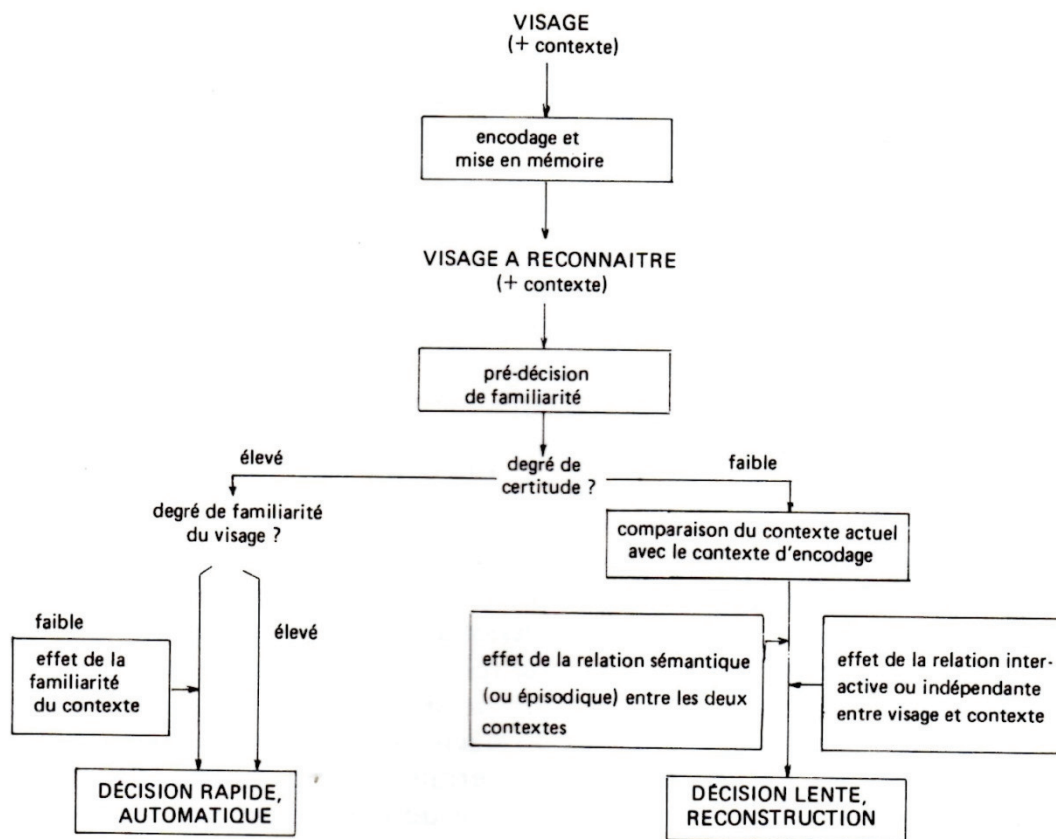 VISAGE
(+ contexte)
encodage et
mise en mémoire
VISAGE A RECONNAITRE
(+ contexte)
pré-décision
de familiarité
élevé
degré de
certitude ?
faible
degré de familiarité
du visage ?
comparaison du contexte actuel
avec le contexte d'encodage
faible
élevé
effet de la
familiarité
du contexte
effet de la relation sémantique
(ou épisodique) entre les deux
contextes
effet de la relation inter-
active ou indépendante
entre visage et contexte
DÉCISION RAPIDE,
AUTOMATIQUE
DÉCISION LENTE,
RECONSTRUCTION